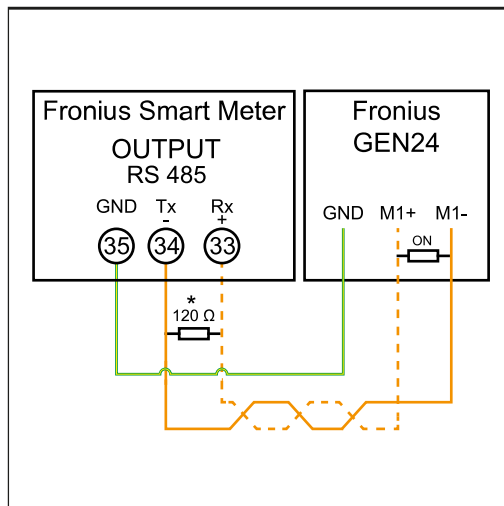 Fronius Smart Meter
OUTPUT
RS 485
GND Tx Rx
- +
35 34 33
*
120 Ω
Fronius
GEN24
GND M1+ M1-
ON